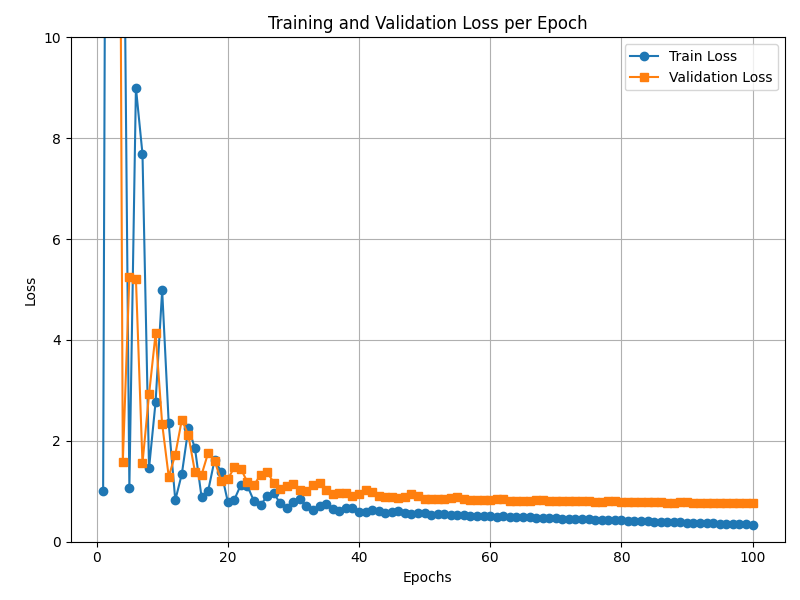 Training and Validation Loss per Epoch
Train Loss
Validation Loss
Loss
10
8
6
4
2
0
0 20 40 60 80 100
Epochs